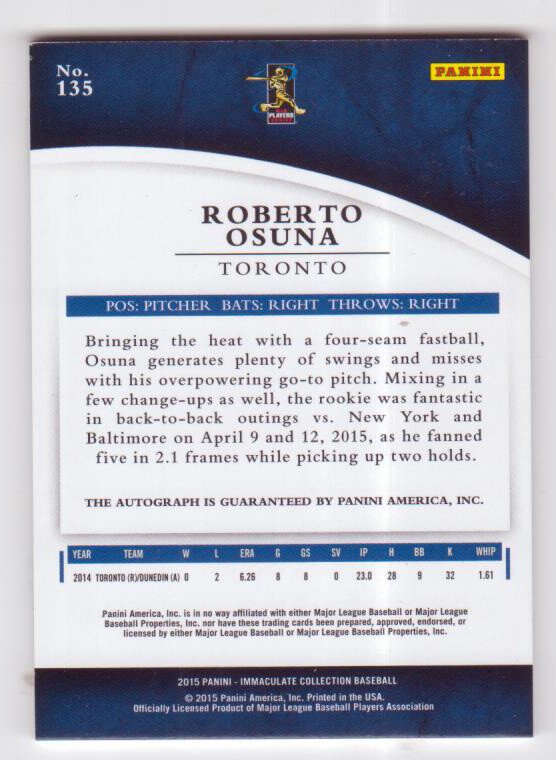 No.
135
PANINI
MLB
PLAYERS
ROBERTO
OSUNA
TORONTO
POS: PITCHER BATS: RIGHT THROWS: RIGHT
Bringing the heat with a four-seam fastball,
Osuna generates plenty of swings and misses
with his overpowering go-to pitch. Mixing in a
few change-ups as well, the rookie was fantastic
in back-to-back outings vs. New York and
Baltimore on April 9 and 12, 2015, as he fanned
five in 2.1 frames while picking up two holds.
THE AUTOGRAPH IS GUARANTEED BY PANINI AMERICA, INC.
YEAR TEAM W L ERA G GS SV IP H BB K WHIP
2014 TORONTO (R)/DUNEDIN (A) 0 2 6.26 8 8 0 23.0 28 9 32 1.61
Panini America, Inc. is in no way affiliated with either Major League Baseball or Major League
Baseball Properties, Inc. nor have these trading cards been prepared, approved, endorsed, or
licensed by either Major League Baseball or Major League Baseball Properties, Inc.
2015 PANINI - IMMACULATE COLLECTION BASEBALL
© 2015 Panini America, Inc. Printed in the USA.
Officially Licensed Product of Major League Baseball Players Association